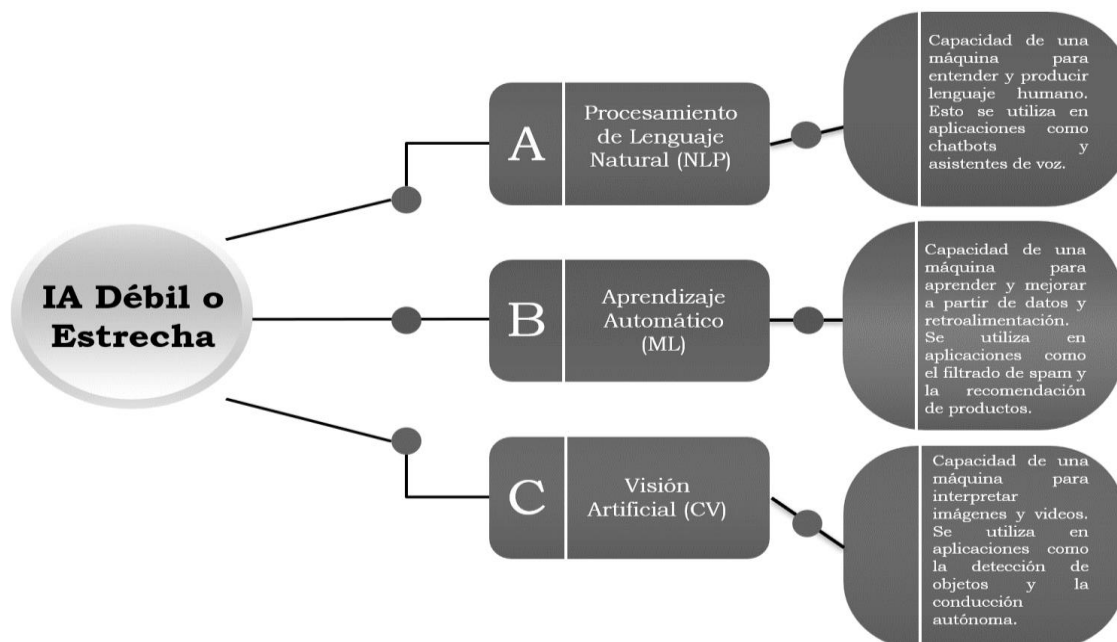 IA Débil o
Estrecha
A
Procesamiento
de Lenguaje
Natural (NLP)
Capacidad de una
máquina para
entender y producir
lenguaje humano.
Esto se utiliza en
aplicaciones como
chatbots y
asistentes de voz.
B
Aprendizaje
Automático
(ML)
Capacidad de una
máquina para
aprender y mejorar
a partir de datos y
retroalimentación.
Se utiliza en
aplicaciones como
el filtrado de spam y
la recomendación
de productos.
C
Visión
Artificial (CV)
Capacidad de una
máquina para
interpretar
imágenes y videos.
Se utiliza en
aplicaciones como
la detección de
objetos y la
conducción
autónoma.